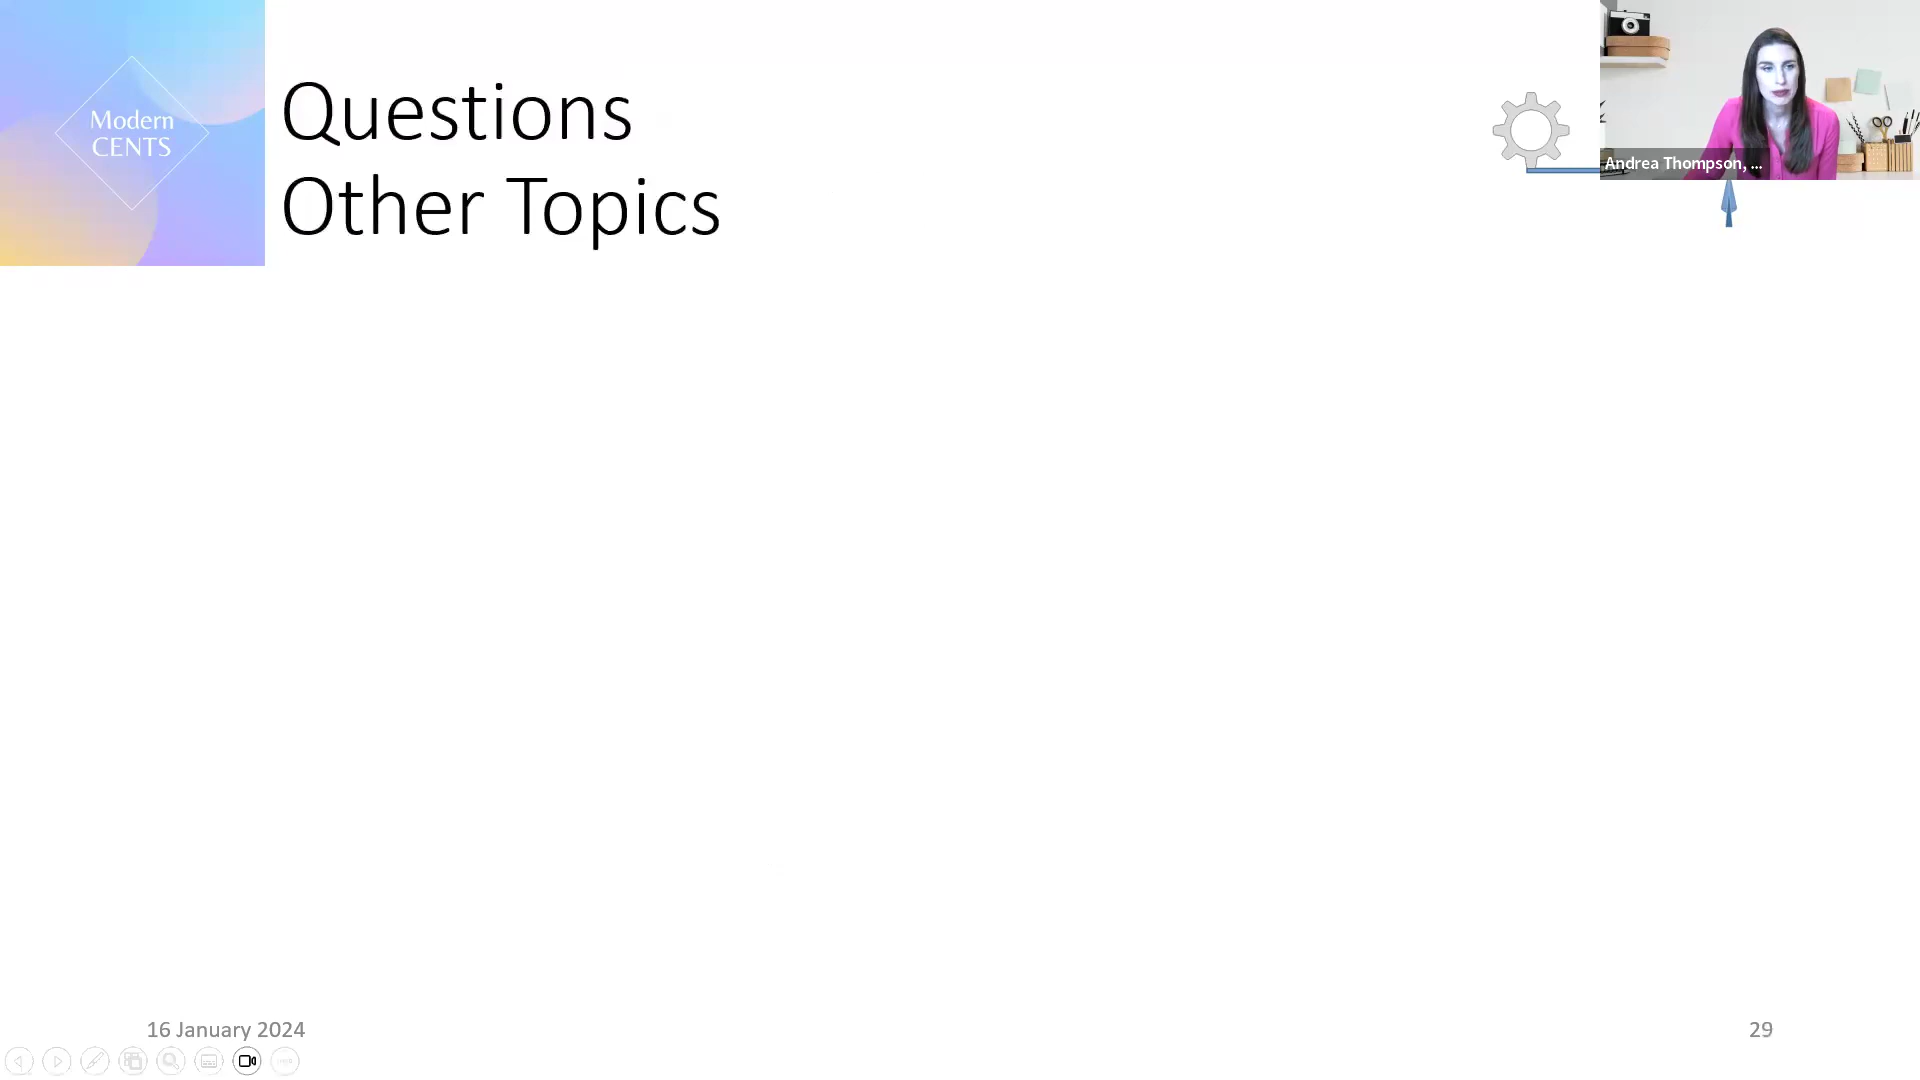 Modern
CENTS
Questions
Other Topics
Andrea Thompson, ...
16 January 2024
29